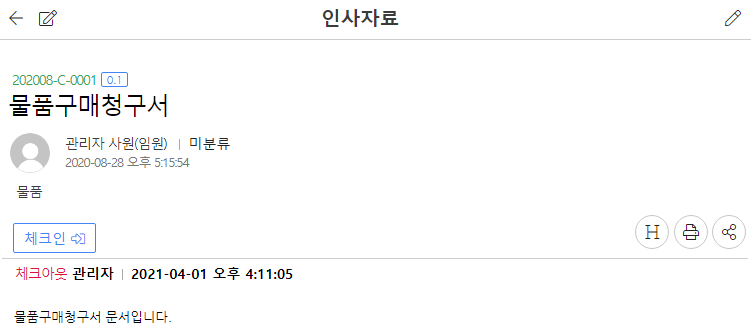 인사자료
202008-C-0001 0.1
물품구매청구서
관리자 사원(임원) | 미분류
2020-08-28 오후 5:15:54
물품
체크인
H
체크아웃 관리자 | 2021-04-01 오후 4:11:05
물품구매청구서 문서입니다.